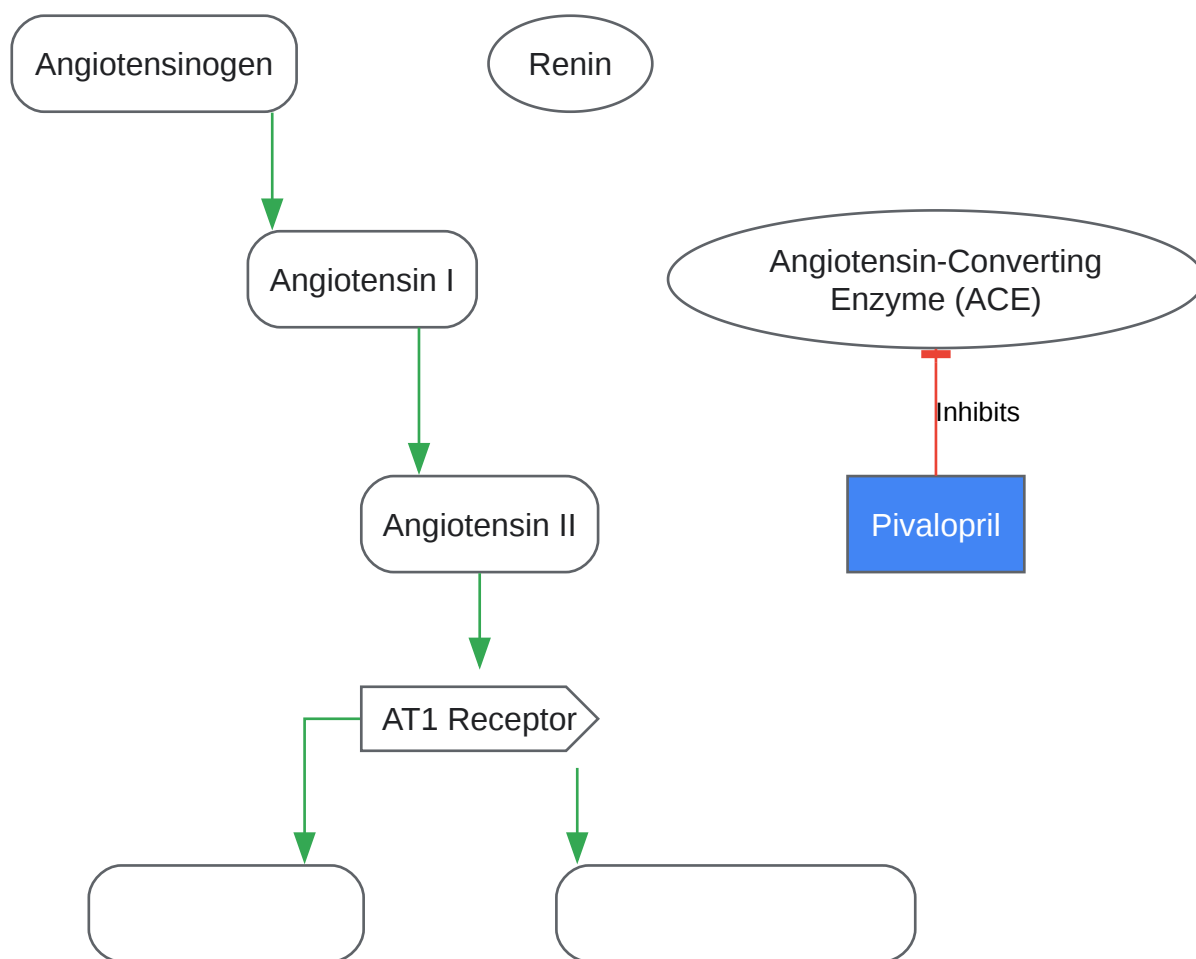 Angiotensinogen
Renin
Angiotensin I
Angiotensin-Converting
Enzyme (ACE)
Inhibits
Angiotensin II
Pivalopril
AT1 Receptor